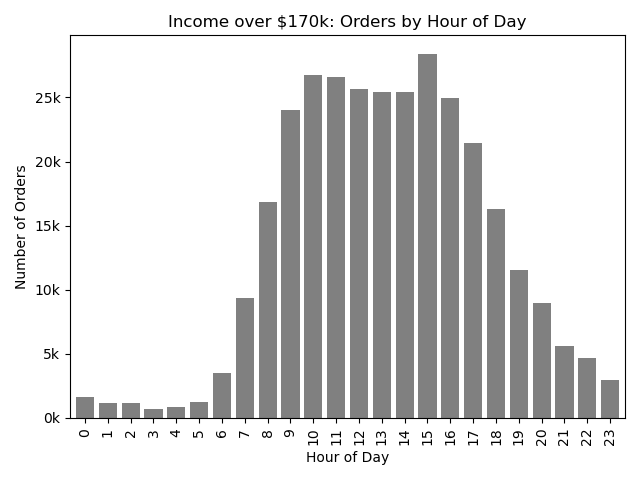 Income over $170k: Orders by Hour of Day
Number of Orders
25k
20k
15k
10k
5k
0k
0 1 2 3 4 5 6 7 8 9 10 11 12 13 14 15 16 17 18 19 20 21 22 23
Hour of Day